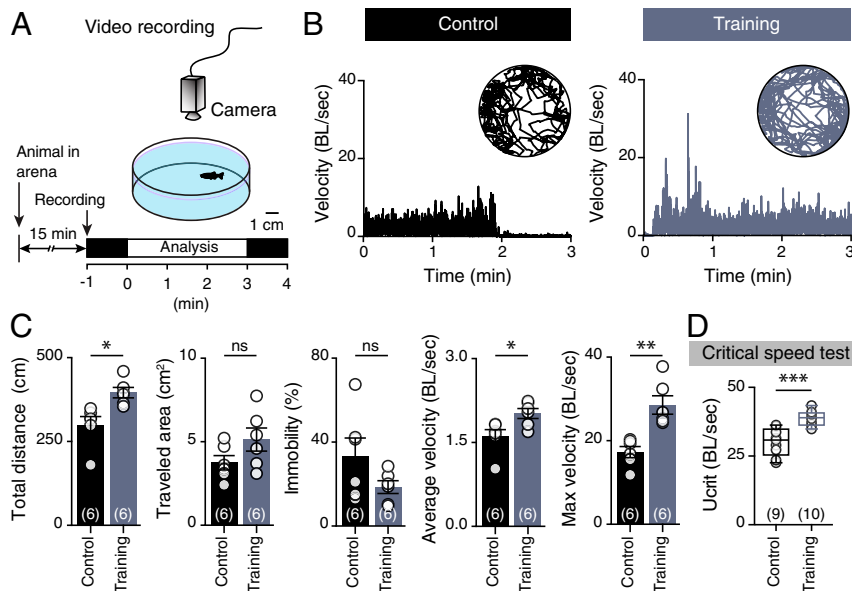 A
Video recording
Camera
Animal in
arena
Recording
15 min
1 cm
Analysis
-1 0 1 2 3 4
(min)
B
Control
Velocity (BL/sec)
40
20
0
0 1 2 3
Time (min)
Training
Velocity (BL/sec)
40
20
0
0 1 2 3
Time (min)
C
Total distance
(cm)
500
250
0
*
(6) (6)
Control
Training
Traveled area (cm²)
10
5
0
ns
(6) (6)
Control
Training
Immobility (%)
80
40
0
ns
(6) (6)
Control
Training
Average velocity (BL/sec)
3.0
1.5
0.0
*
(6) (6)
Control
Training
Max velocity (BL/sec)
40
20
0
**
(6) (6)
Control
Training
D
Critical speed test
Ucrit (BL/sec)
50
25
0
***
(9) (10)
Control
Training